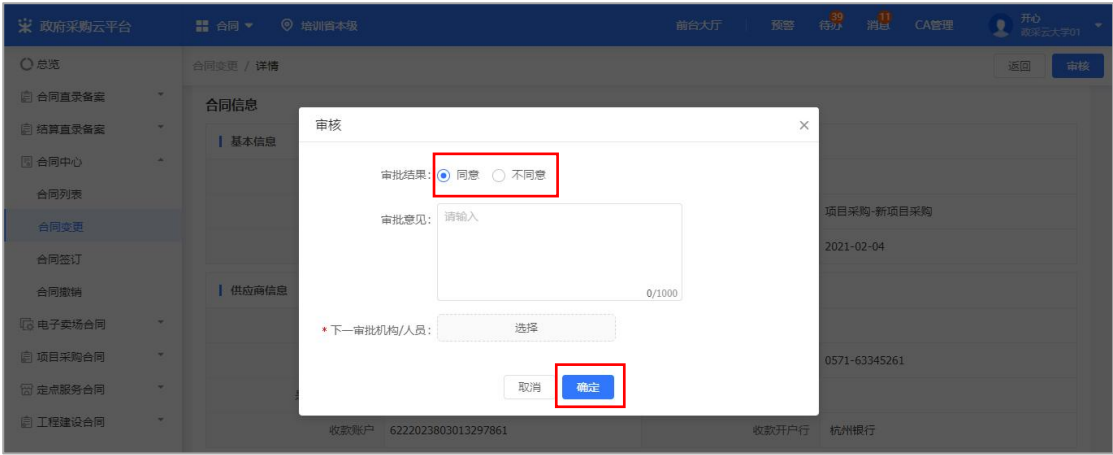 政府采购云平台 合同 培训省本级 前台大厅 预警 待办 39 消息 11 CA管理 开心
政采云大学01
总览 合同变更 / 详情 返回 审核
合同直录备案 合同信息
审核
结算直录备案 基本信息
合同中心 审批结果: 同意 不同意
合同列表 审批意见: 请输入 项目采购-新项目采购
合同变更
合同签订 2021-02-04
合同撤销 供应商信息 0/1000
电子卖场合同 * 下一审批机构/人员: 选择
项目采购合同 0571-63345261
定点服务合同 取消 确定
工程建设合同 收款账户 6222023803013297861 收款开户行 杭州银行